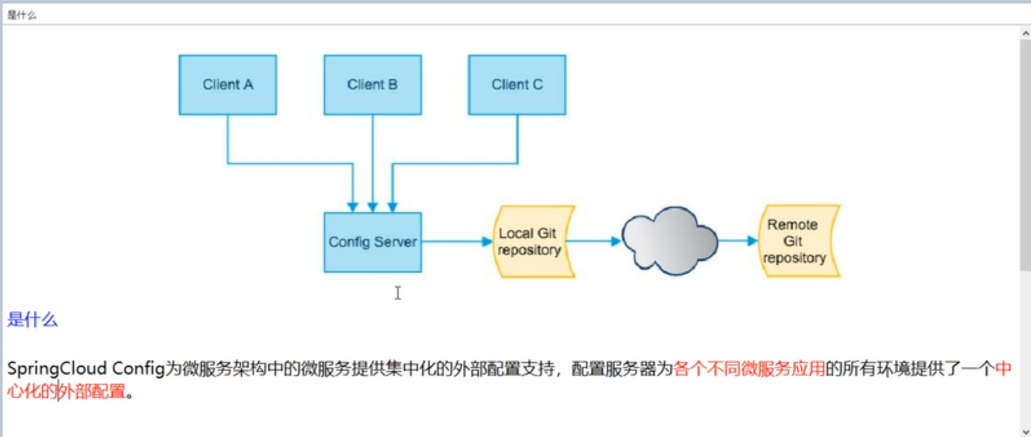 是什么
Client A
Client B
Client C
Config Server
Local Git
repository
Remote
Git
repository
是什么
SpringCloud Config为微服务架构中的微服务提供集中化的外部配置支持，配置服务器为各个不同微服务应用的所有环境提供了一个中
心化的外部配置。